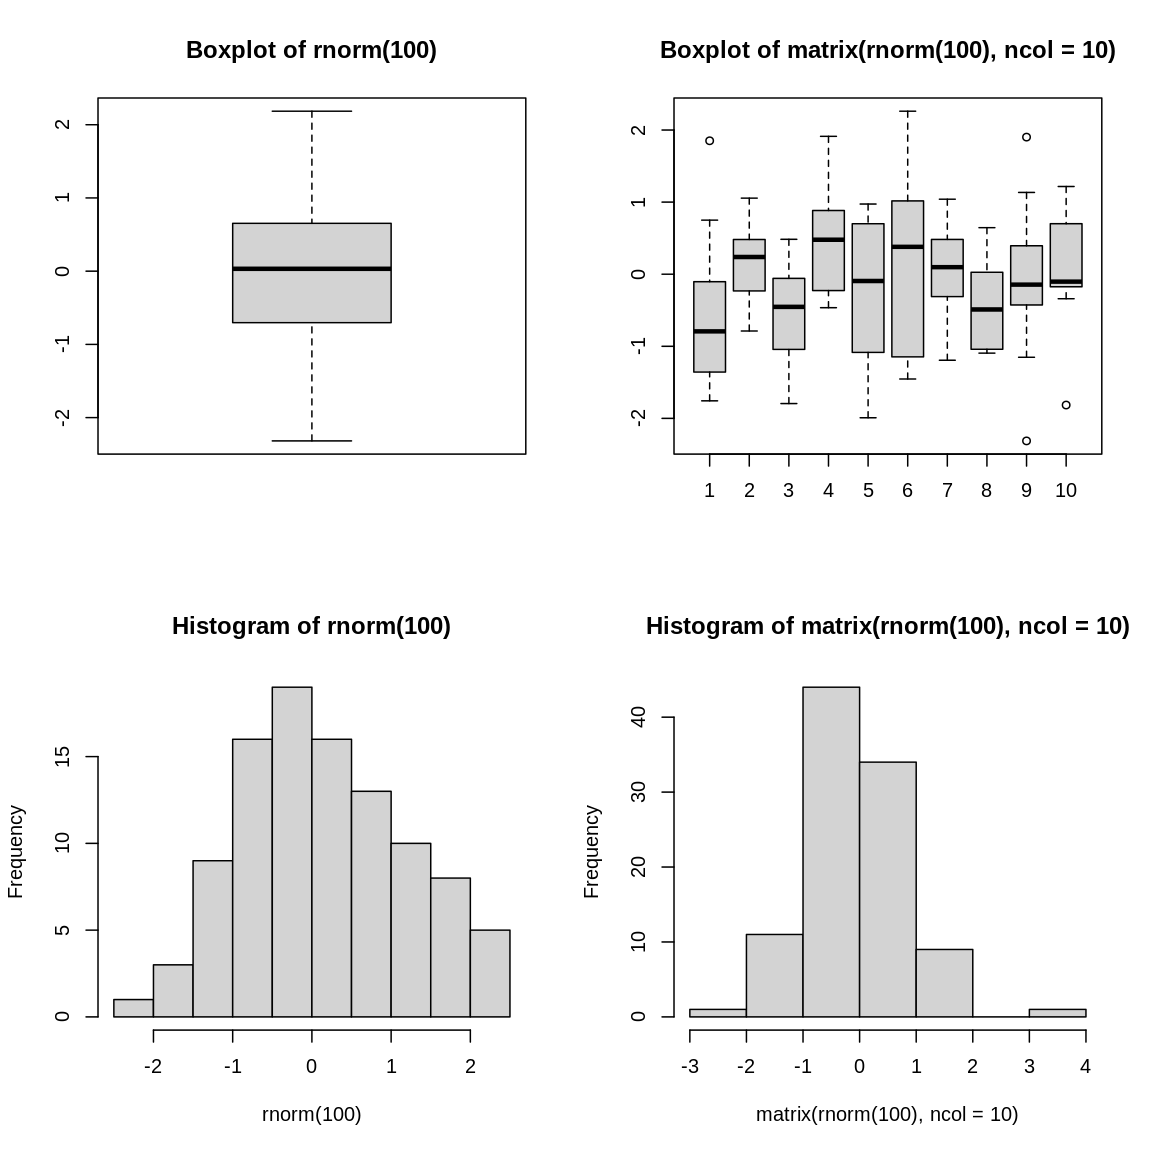 Boxplot of rnorm(100)
2
1
0
-1
-2
Boxplot of matrix(rnorm(100), ncol = 10)
2
1
0
-1
-2
1 2 3 4 5 6 7 8 9 10
Histogram of rnorm(100)
Frequency
15
10
5
0
-2 -1 0 1 2
rnorm(100)
Histogram of matrix(rnorm(100), ncol = 10)
Frequency
40
30
20
10
0
-3 -2 -1 0 1 2 3 4
matrix(rnorm(100), ncol = 10)